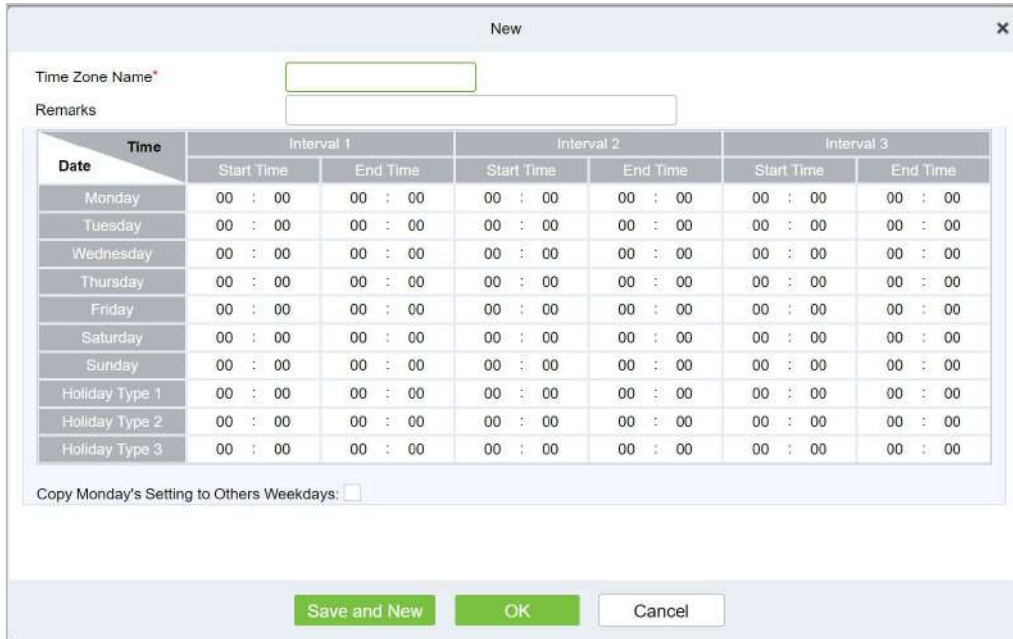 New ×
Time Zone Name*
Remarks
Time Interval 1 Interval 2 Interval 3
Date Start Time End Time Start Time End Time Start Time End Time
Monday 00 : 00 00 : 00 00 : 00 00 : 00 00 : 00 00 : 00
Tuesday 00 : 00 00 : 00 00 : 00 00 : 00 00 : 00 00 : 00
Wednesday 00 : 00 00 : 00 00 : 00 00 : 00 00 : 00 00 : 00
Thursday 00 : 00 00 : 00 00 : 00 00 : 00 00 : 00 00 : 00
Friday 00 : 00 00 : 00 00 : 00 00 : 00 00 : 00 00 : 00
Saturday 00 : 00 00 : 00 00 : 00 00 : 00 00 : 00 00 : 00
Sunday 00 : 00 00 : 00 00 : 00 00 : 00 00 : 00 00 : 00
Holiday Type 1 00 : 00 00 : 00 00 : 00 00 : 00 00 : 00 00 : 00
Holiday Type 2 00 : 00 00 : 00 00 : 00 00 : 00 00 : 00 00 : 00
Holiday Type 3 00 : 00 00 : 00 00 : 00 00 : 00 00 : 00 00 : 00
Copy Monday's Setting to Others Weekdays:
Save and New OK Cancel